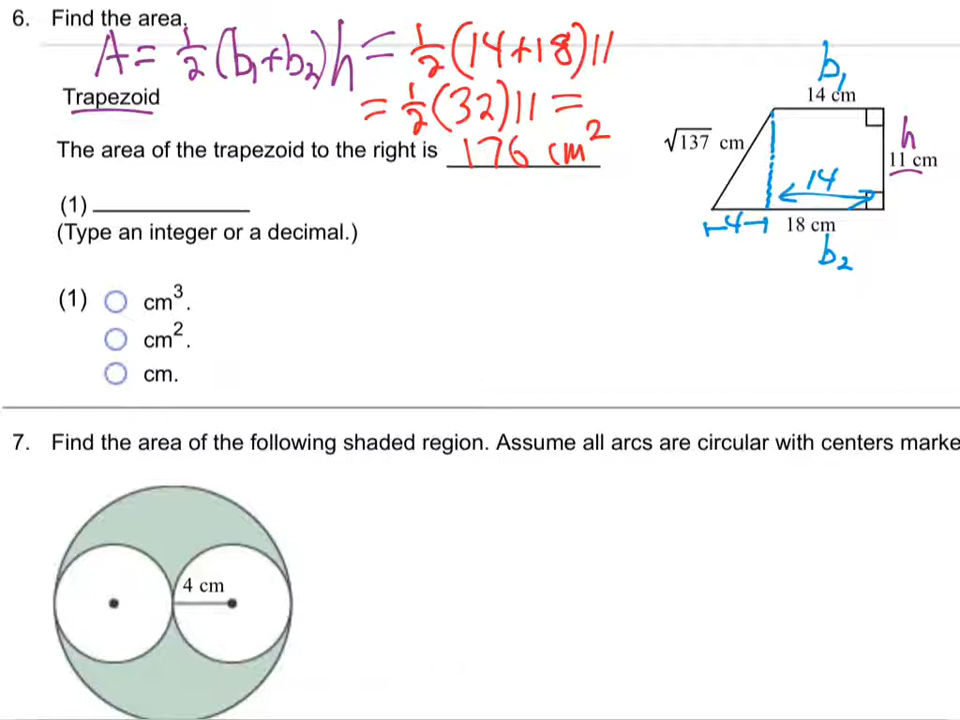 6. Find the area.
A = 1/2 (b₁+b₂)h = 1/2 (14+18)11
Trapezoid
= 1/2 (32)11 =
The area of the trapezoid to the right is 176 cm²
(1)
(Type an integer or a decimal.)
(1) cm³.
cm².
cm.
b₁
14 cm
√137 cm
h
11 cm
14
4
18 cm
b₂
7. Find the area of the following shaded region. Assume all arcs are circular with centers marke
4 cm